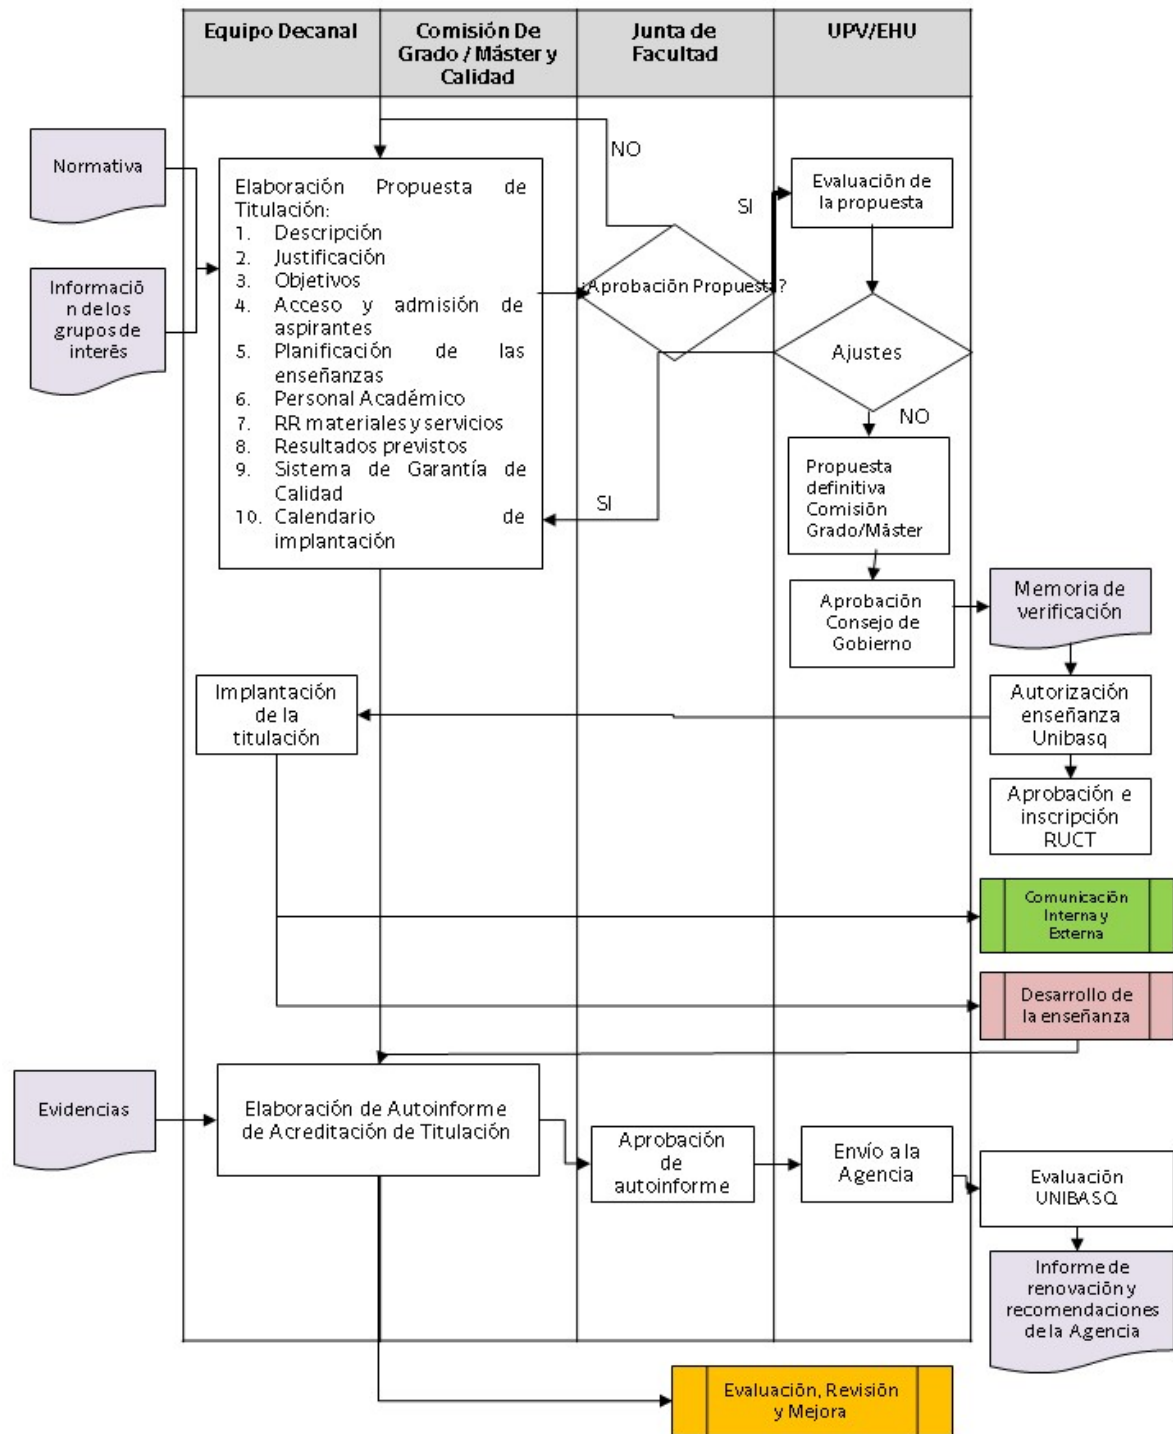 Equipo Decanal
Comisión De
Grado / Máster y
Calidad
Junta de
Facultad
UPV/EHU
Normativa
Informació
n de los
grupos de
interés
Elaboración Propuesta de
Titulación:
1. Descripción
2. Justificación
3. Objetivos
4. Acceso y admisión de
aspirantes
5. Planificación de las
enseñanzas
6. Personal Académico
7. RR materiales y servicios
8. Resultados previstos
9. Sistema de Garantía de
Calidad
10. Calendario de
implantación
NO
¿Aprobación Propuesta?
SI
Evaluación de
la propuesta
Ajustes
NO
SI
Propuesta
definitiva
Comisión
Grado/Máster
Aprobación
Consejo de
Gobierno
Memoria de
verificación
Autorización
enseñanza
Unibasq
Implantación
de la
titulación
Aprobación e
inscripción
RUCT
Comunicación
Interna y
Externa
Desarrollo de
la enseñanza
Evidencias
Elaboración de Autoinforme
de Acreditación de Titulación
Aprobación
de
autoinforme
Envío a la
Agencia
Evaluación
UNIBASQ
Informe de
renovación y
recomendaciones
de la Agencia
Evaluación, Revisión
y Mejora